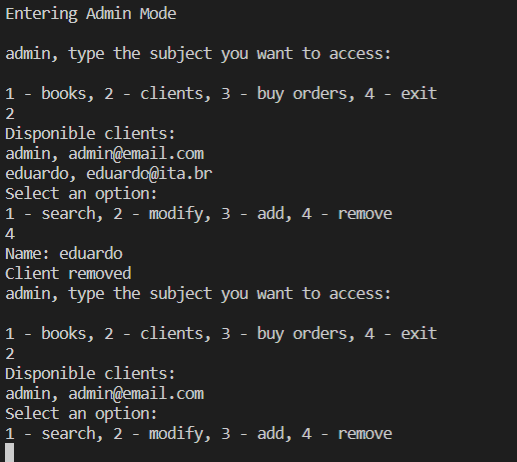 Entering Admin Mode
admin, type the subject you want to access:
1 - books, 2 - clients, 3 - buy orders, 4 - exit
2
Disponible clients:
admin, admin@email.com
eduardo, eduardo@ita.br
Select an option:
1 - search, 2 - modify, 3 - add, 4 - remove
4
Name: eduardo
Client removed
admin, type the subject you want to access:
1 - books, 2 - clients, 3 - buy orders, 4 - exit
2
Disponible clients:
admin, admin@email.com
Select an option:
1 - search, 2 - modify, 3 - add, 4 - remove